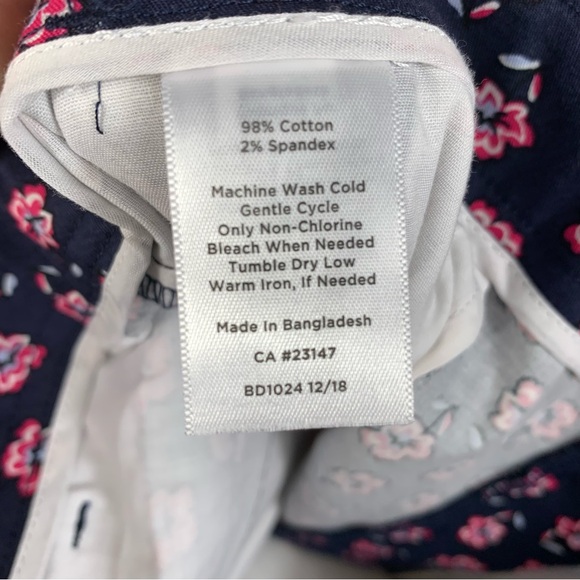 98% Cotton
2% Spandex
Machine Wash Cold
Gentle Cycle
Only Non-Chlorine
Bleach When Needed
Tumble Dry Low
Warm Iron, If Needed
Made In Bangladesh
CA #23147
BD1024 12/18